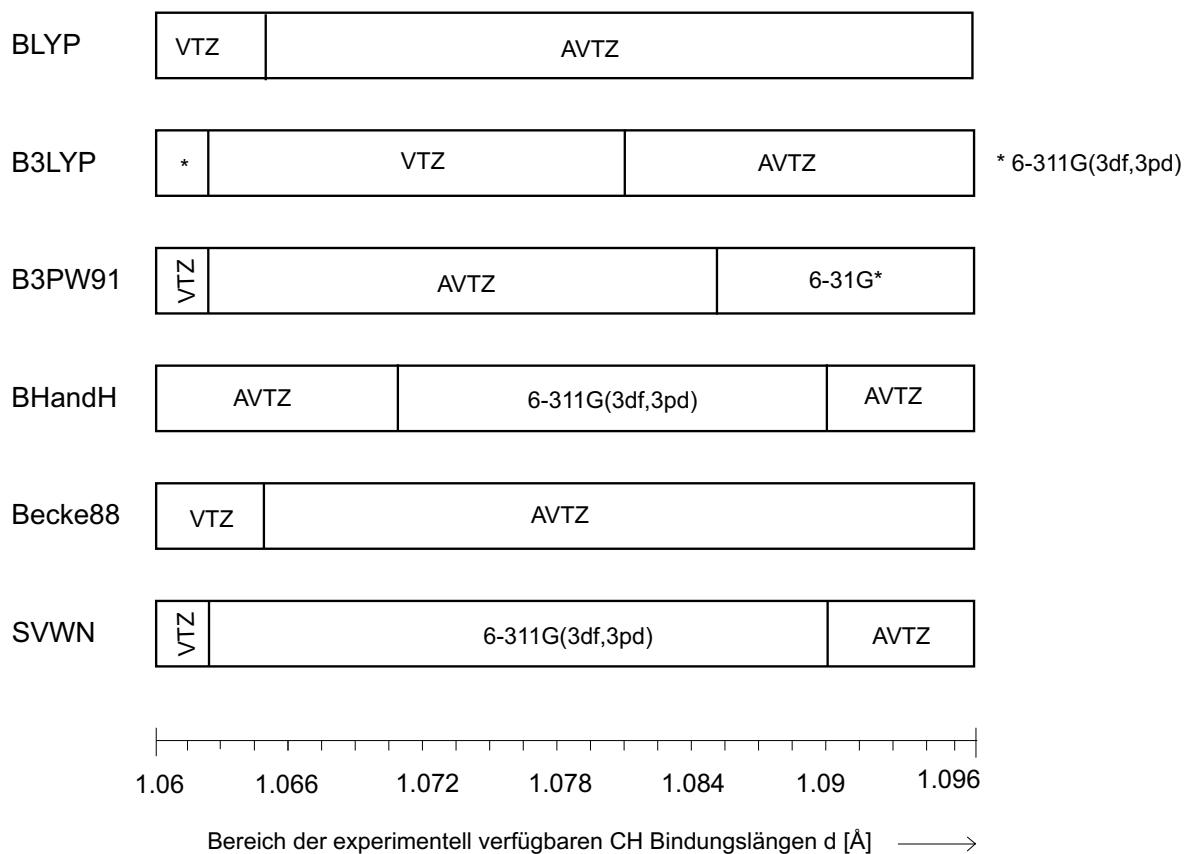 BLYP VTZ AVTZ
B3LYP * VTZ AVTZ * 6-311G(3df,3pd)
B3PW91 VTZ AVTZ 6-31G*
BHandH AVTZ 6-311G(3df,3pd) AVTZ
Becke88 VTZ AVTZ
SVWN VTZ 6-311G(3df,3pd) AVTZ
1.06 1.066 1.072 1.078 1.084 1.09 1.096
Bereich der experimentell verfügbaren CH Bindungslängen d [Å]